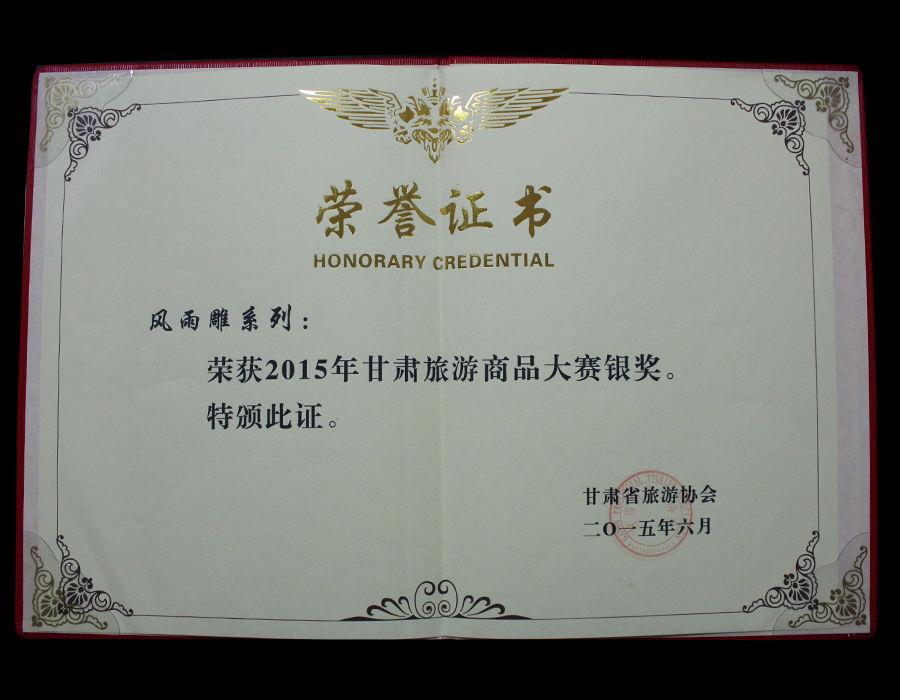 荣誉证书
HONORARY CREDENTIAL
风雨雕系列：
荣获2015年甘肃旅游商品大赛银奖。
特颁此证。
甘肃省旅游协会
二O一五年六月